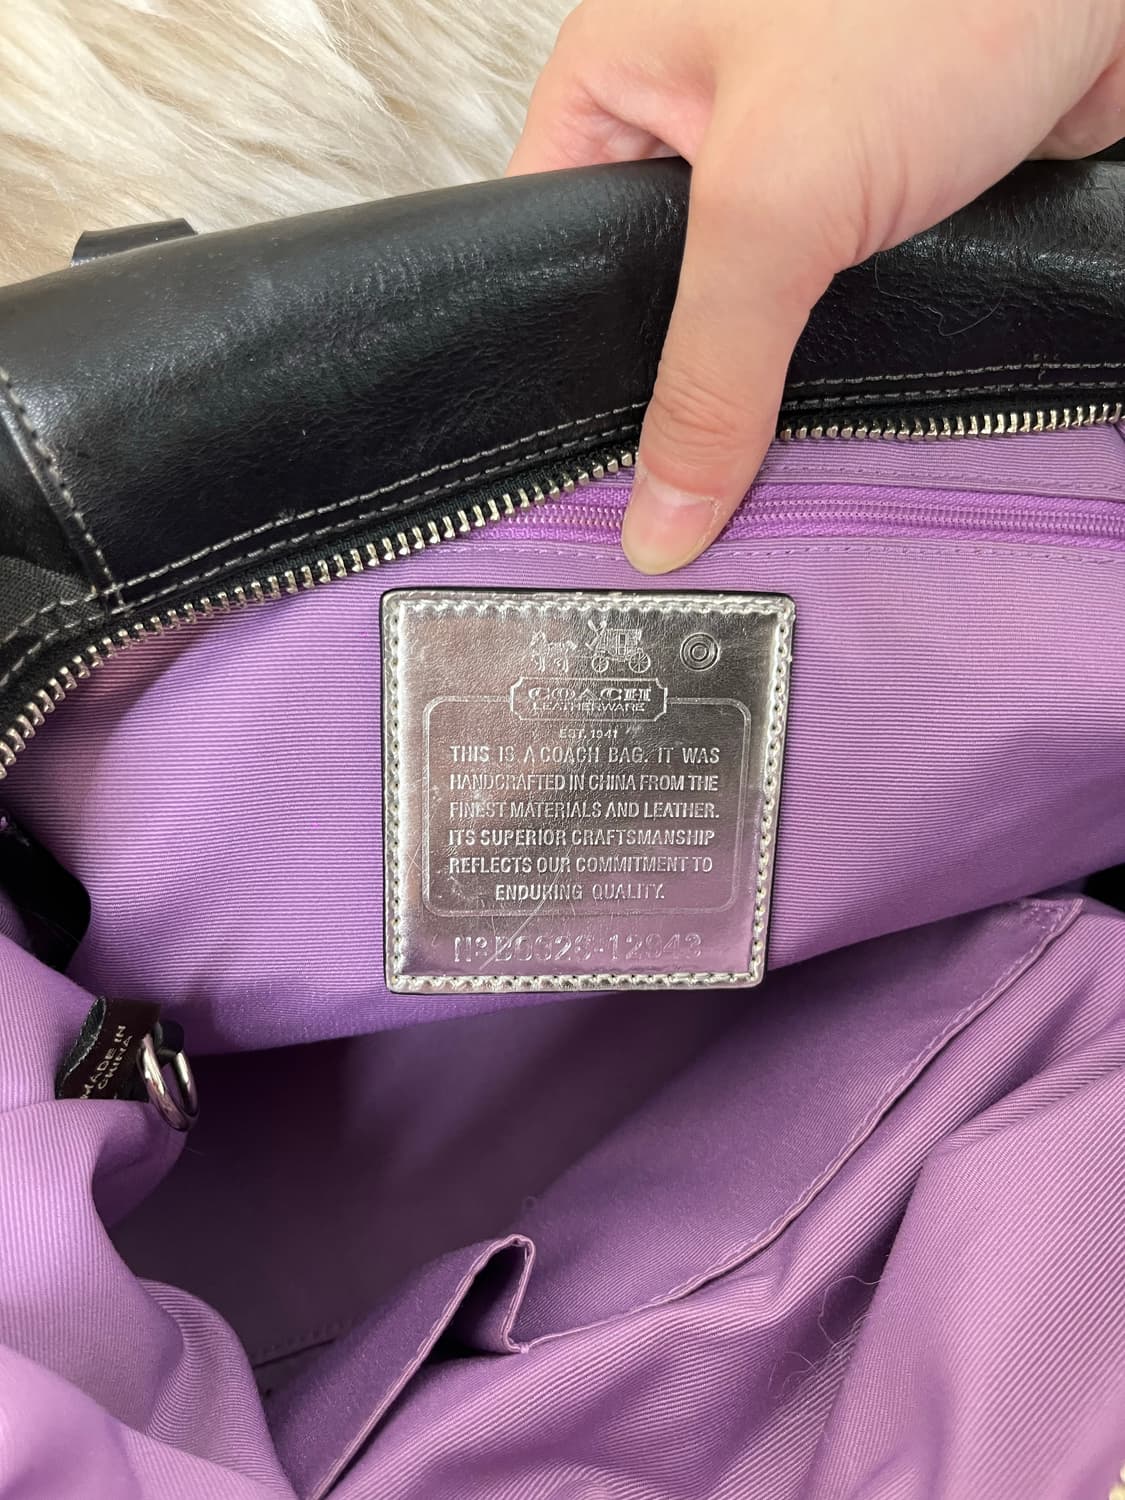 COACH
LEATHERWARE
EST. 1941
THIS IS A COACH BAG. IT WAS
HANDCRAFTED IN CHINA FROM THE
FINEST MATERIALS AND LEATHER.
ITS SUPERIOR CRAFTSMANSHIP
REFLECTS OUR COMMITMENT TO
ENDURING QUALITY.
MADE IN
CHINA